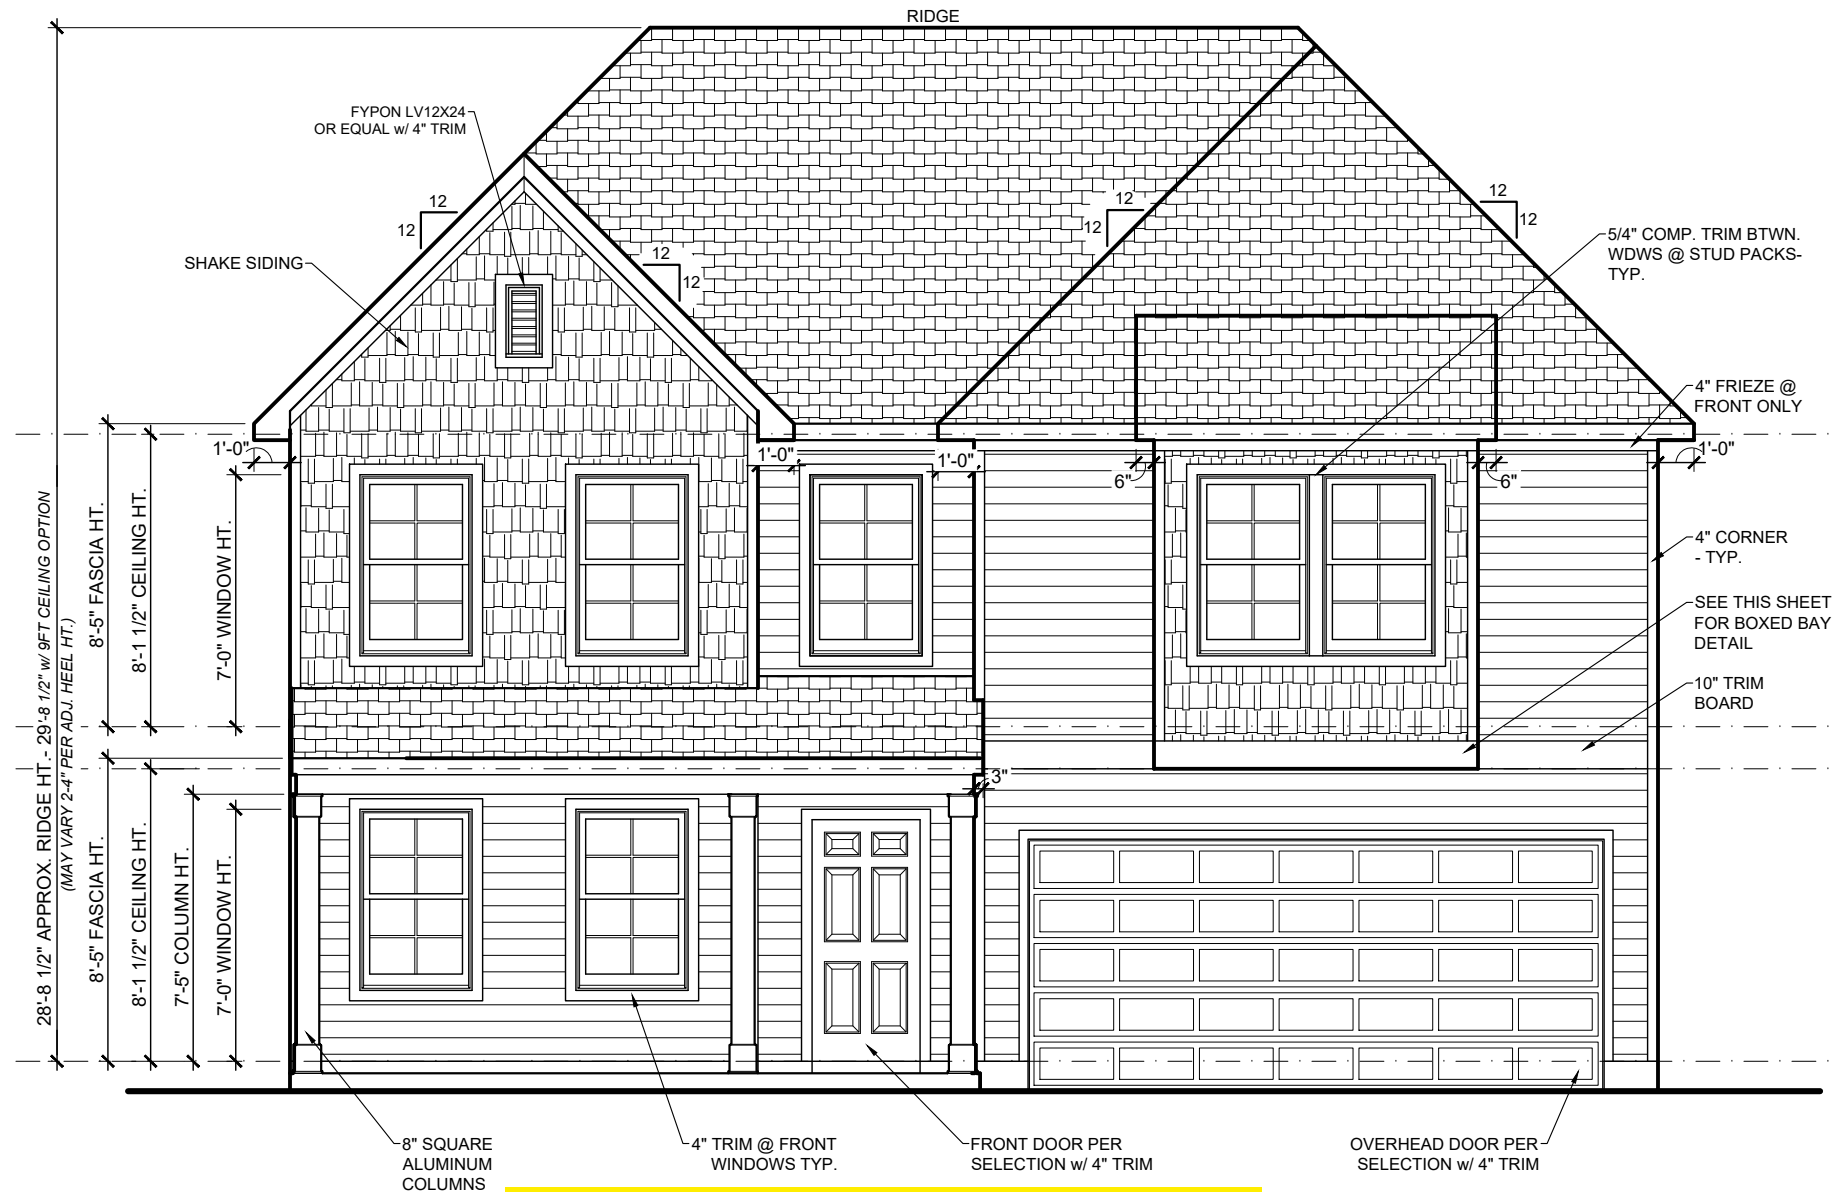 RIDGE
FYPON LV12X24
OR EQUAL w/ 4" TRIM
12
12
12
12
12
12
12
12
SHAKE SIDING
5/4" COMP. TRIM BTWN.
WDWS @ STUD PACKS-
TYP.
4" FRIEZE @
FRONT ONLY
1'-0"
1'-0"
1'-0"
6"
6"
1'-0"
4" CORNER
- TYP.
SEE THIS SHEET
FOR BOXED BAY
DETAIL
10" TRIM
BOARD
28'-8 1/2" APPROX. RIDGE HT. - 29'-8 1/2" w/ 9FT CEILING OPTION
(MAY VARY 2-4" PER ADJ. HEEL HT.)
8'-5" FASCIA HT.
8'-1 1/2" CEILING HT.
7'-0" WINDOW HT.
8'-5" FASCIA HT.
8'-1 1/2" CEILING HT.
7'-5" COLUMN HT.
7'-0" WINDOW HT.
3"
8" SQUARE
ALUMINUM
COLUMNS
4" TRIM @ FRONT
WINDOWS TYP.
FRONT DOOR PER
SELECTION w/ 4" TRIM
OVERHEAD DOOR PER
SELECTION w/ 4" TRIM